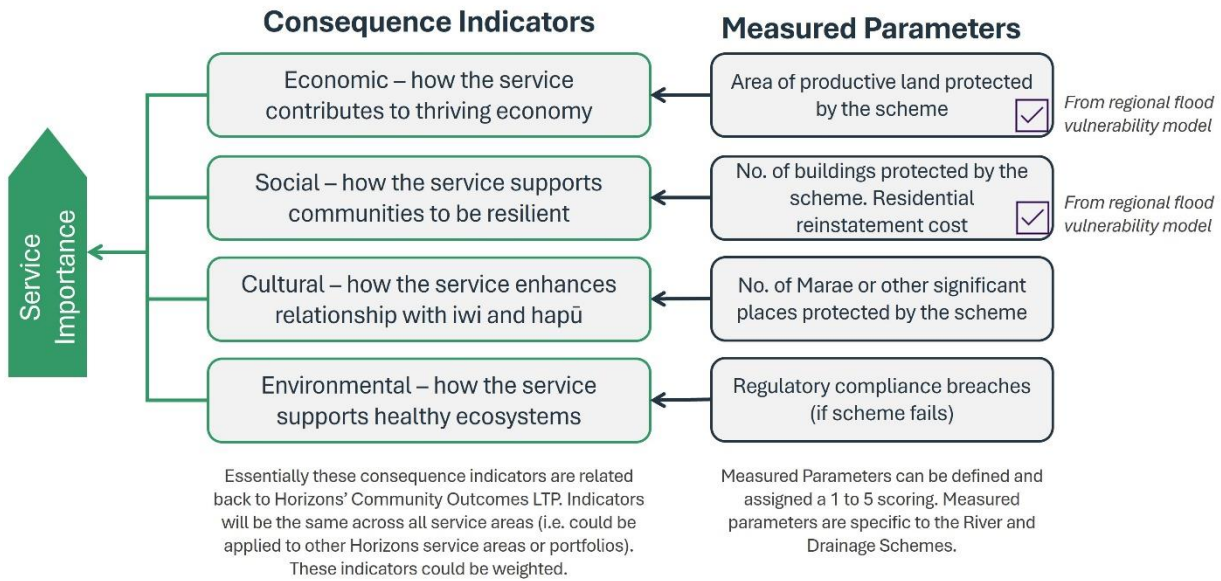 Consequence Indicators
Measured Parameters
Service
Importance
Economic – how the service
contributes to thriving economy
Area of productive land protected
by the scheme
From regional flood
vulnerability model
Social – how the service supports
communities to be resilient
No. of buildings protected by the
scheme. Residential
reinstatement cost
From regional flood
vulnerability model
Cultural – how the service enhances
relationship with iwi and hapū
No. of Marae or other significant
places protected by the scheme
Environmental – how the service
supports healthy ecosystems
Regulatory compliance breaches
(if scheme fails)
Essentially these consequence indicators are related
back to Horizons’ Community Outcomes LTP. Indicators
will be the same across all service areas (i.e. could be
applied to other Horizons service areas or portfolios).
These indicators could be weighted.
Measured Parameters can be defined and
assigned a 1 to 5 scoring. Measured
parameters are specific to the River and
Drainage Schemes.